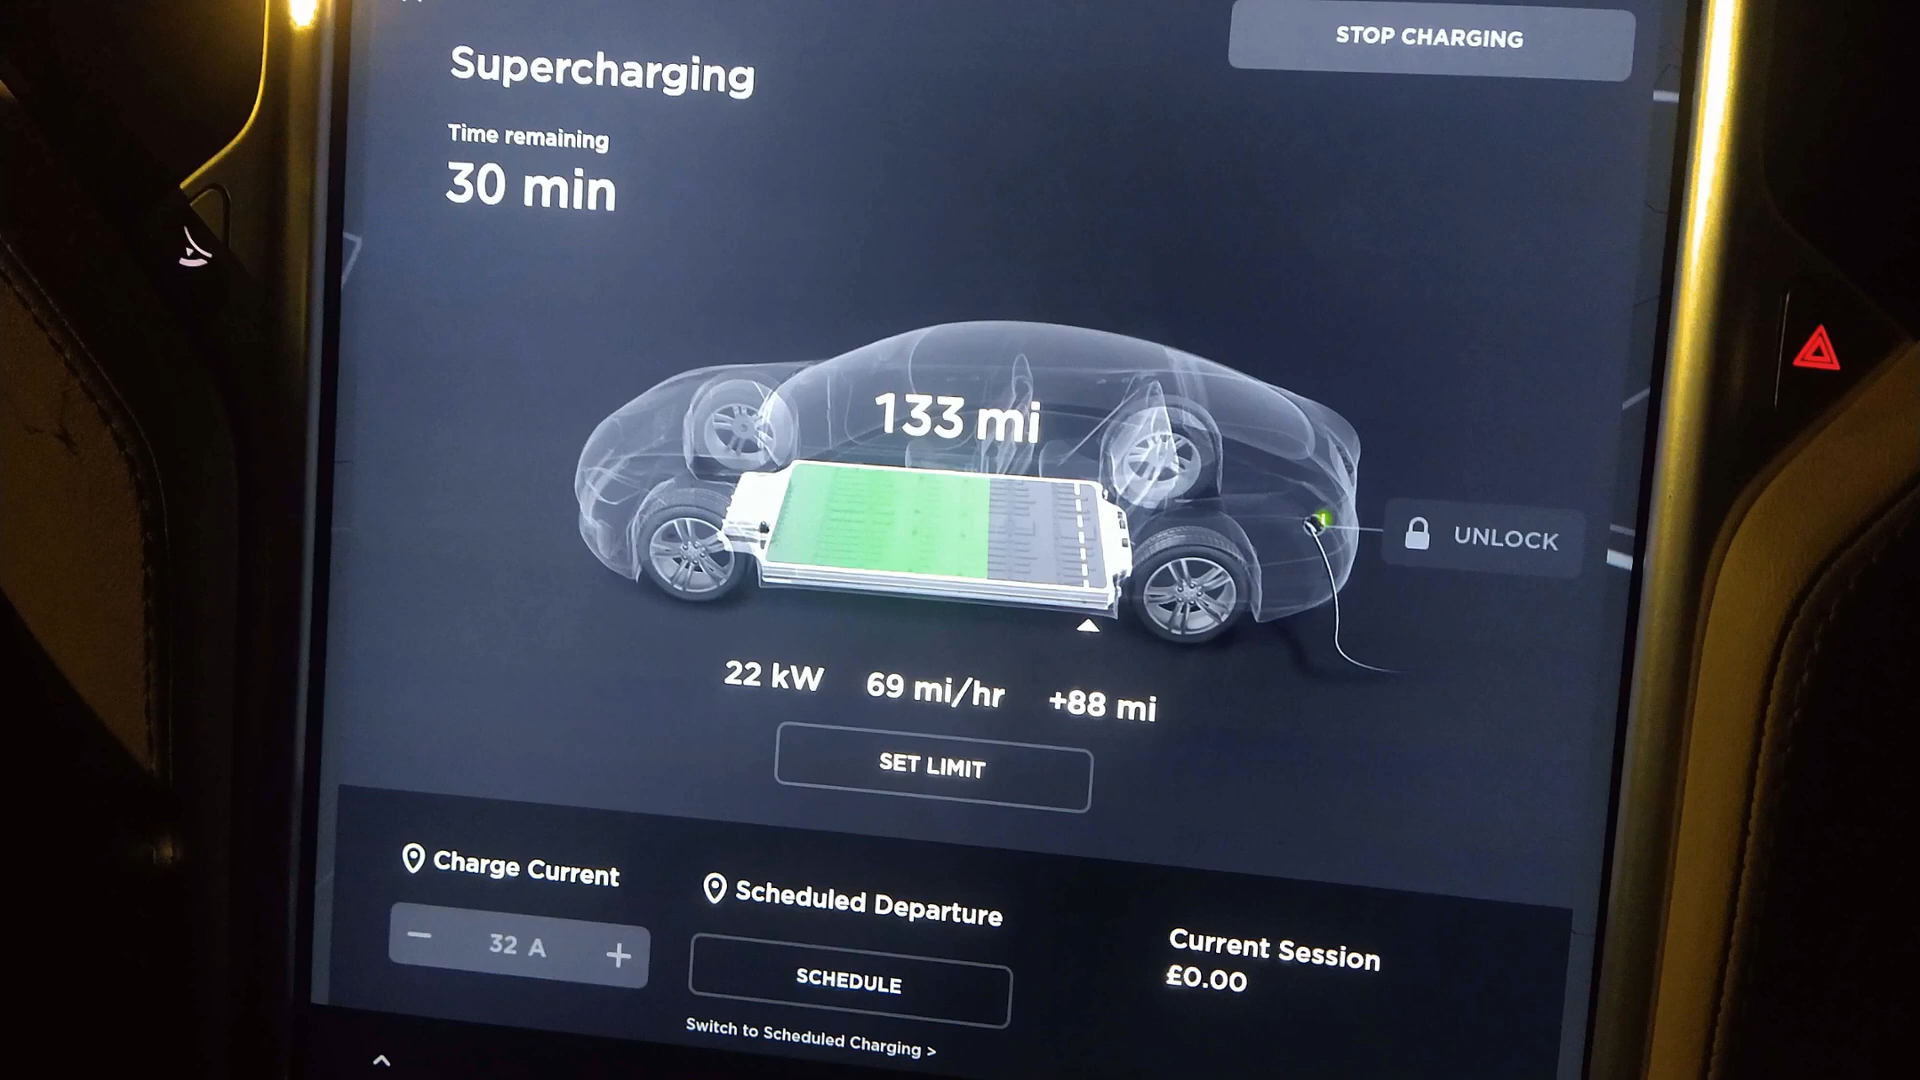 Supercharging
STOP CHARGING
Time remaining
30 min
133 mi
UNLOCK
22 kW 69 mi/hr +88 mi
SET LIMIT
Charge Current
− 32 A +
Scheduled Departure
SCHEDULE
Switch to Scheduled Charging >
Current Session
£0.00